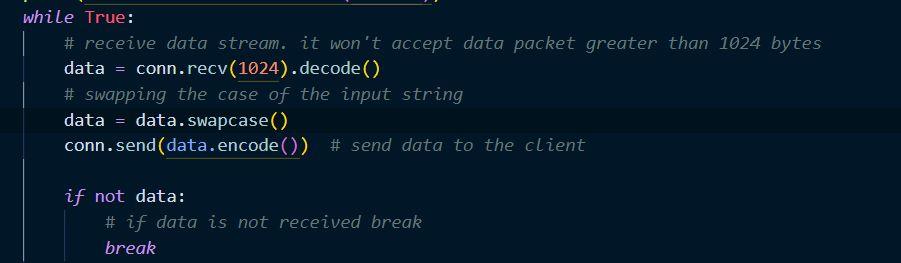 while True:
    # receive data stream. it won't accept data packet greater than 1024 bytes
    data = conn.recv(1024).decode()
    # swapping the case of the input string
    data = data.swapcase()
    conn.send(data.encode())  # send data to the client
    if not data:
        # if data is not received break
        break